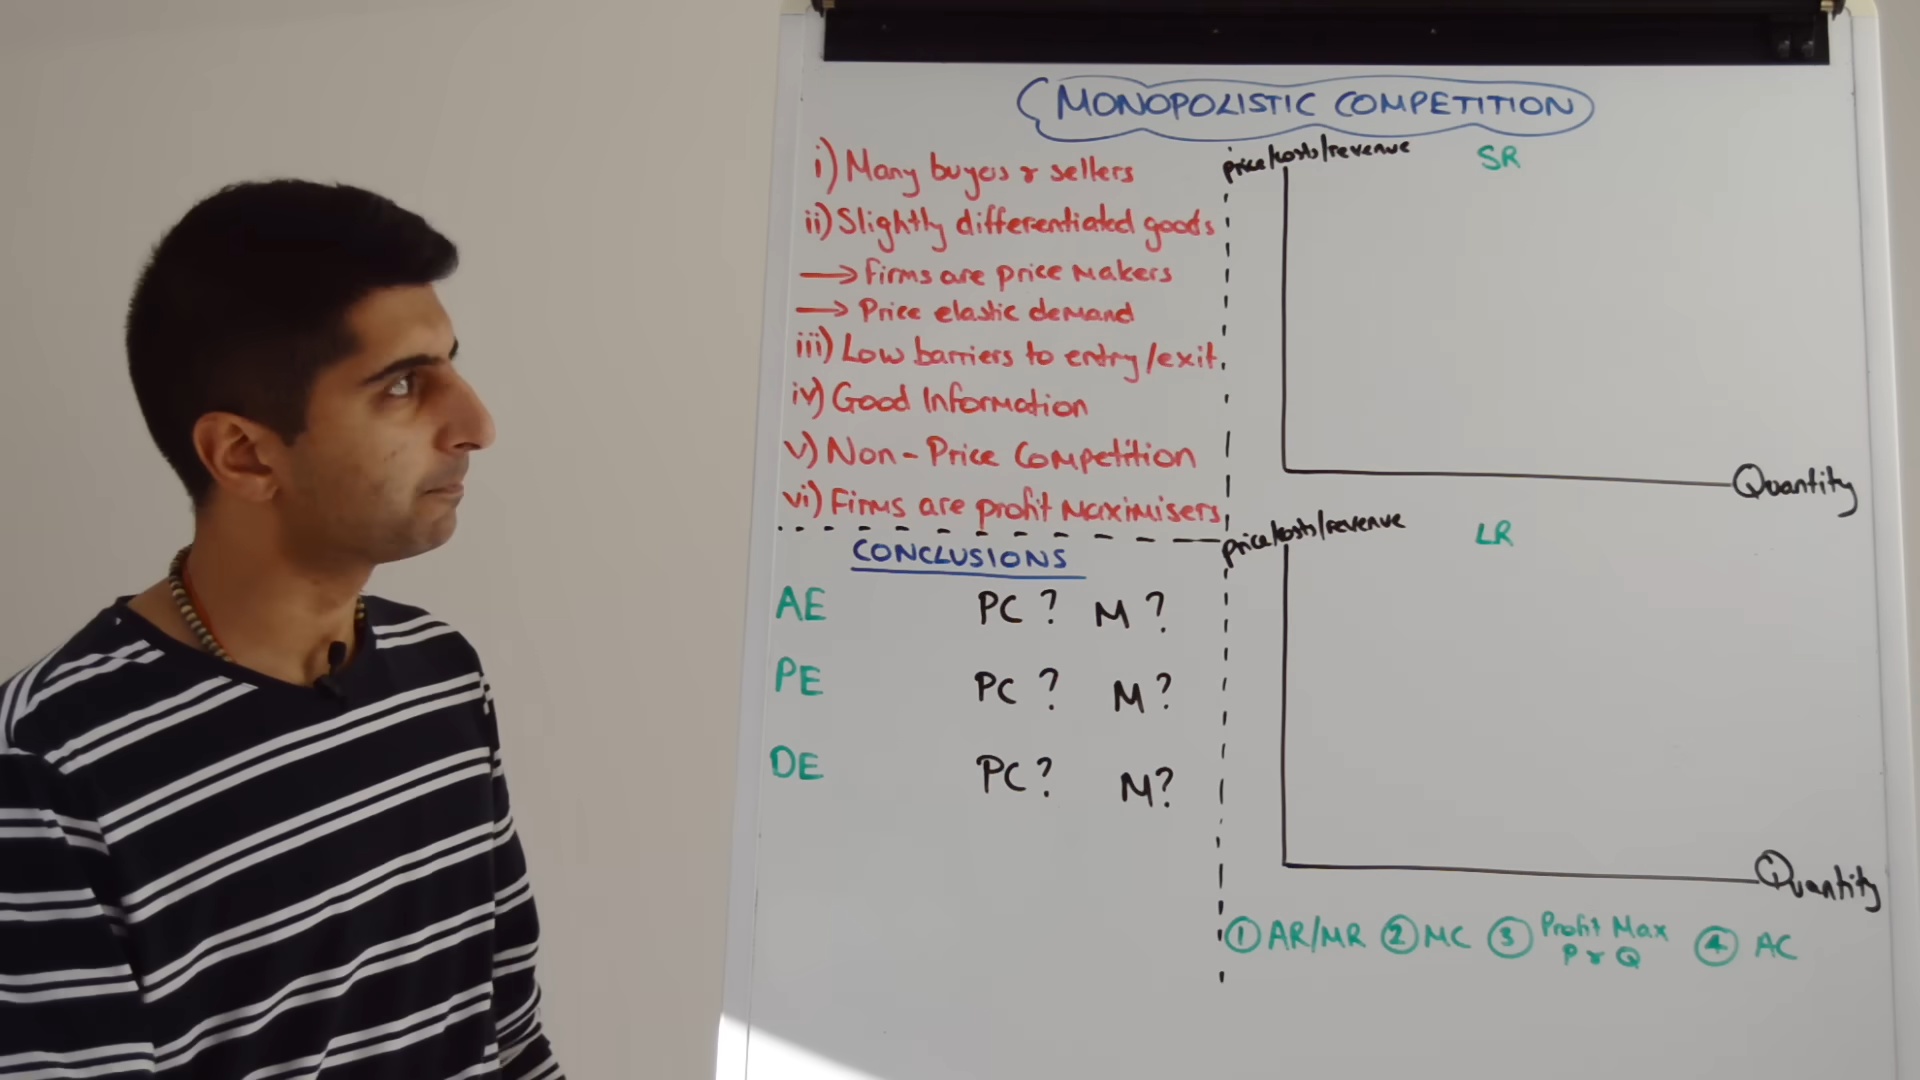 MONOPOLISTIC COMPETITION
i) Many buyers & sellers
ii) Slightly differentiated goods
→ Firms are price makers
→ Price elastic demand
iii) Low barriers to entry/exit
iv) Good Information
v) Non-Price Competition
vi) Firms are profit maximisers
CONCLUSIONS
AE PC? M?
PE PC? M?
DE PC? M?
price/costs/revenue SR
Quantity
price/costs/revenue LR
Quantity
① AR/MR ② MC ③ Profit Max P & Q ④ AC